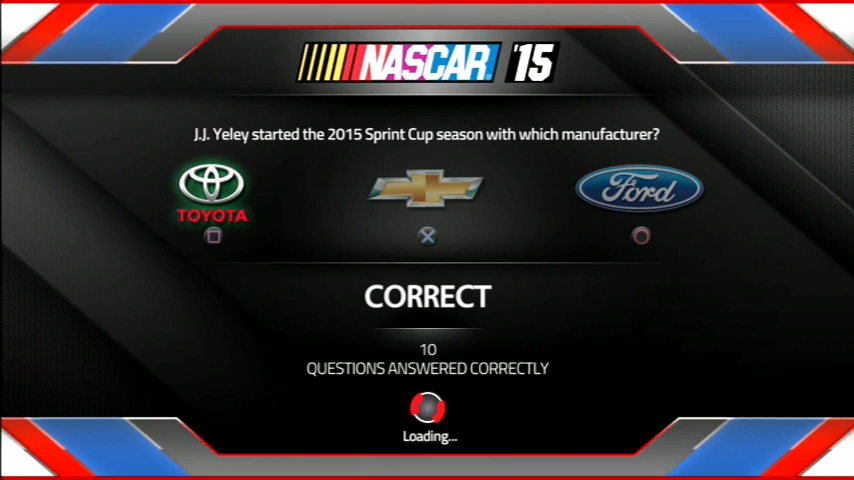 NASCAR '15
J.J. Yeley started the 2015 Sprint Cup season with which manufacturer?
TOYOTA
Ford
CORRECT
10
QUESTIONS ANSWERED CORRECTLY
Loading...